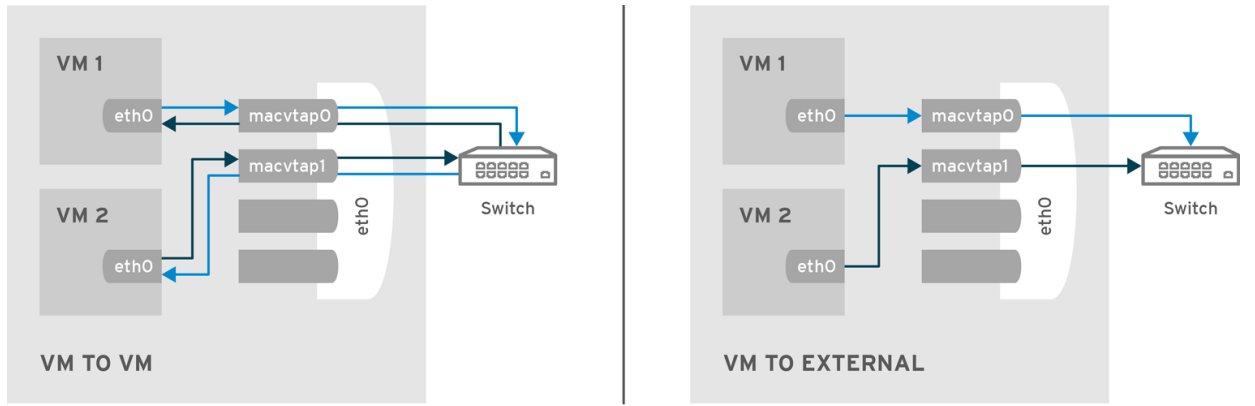 VM 1
eth0
macvtap0
macvtap1
VM 2
eth0
eth0
Switch
VM TO VM
VM 1
eth0
macvtap0
macvtap1
VM 2
eth0
eth0
Switch
VM TO EXTERNAL